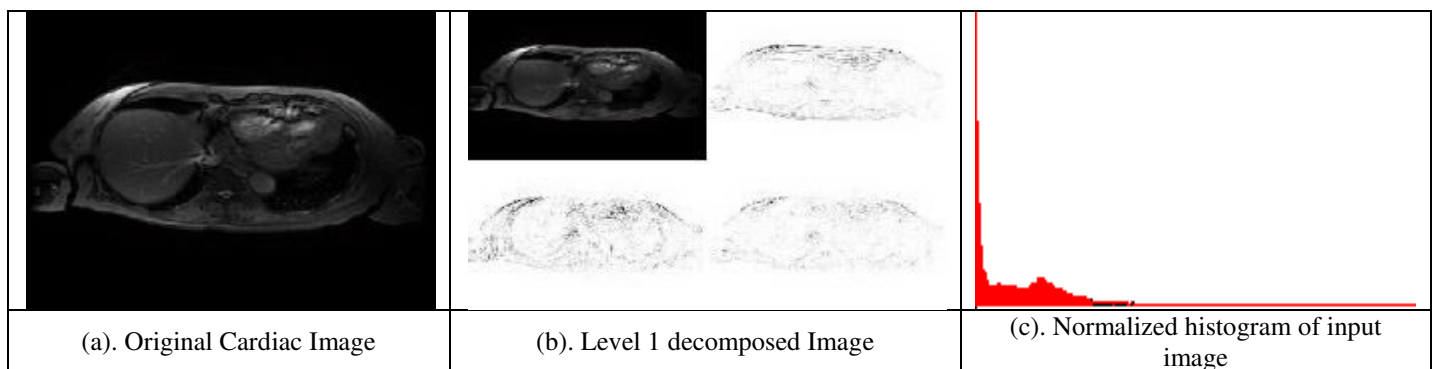 (a). Original Cardiac Image
(b). Level 1 decomposed Image
(c). Normalized histogram of input
image